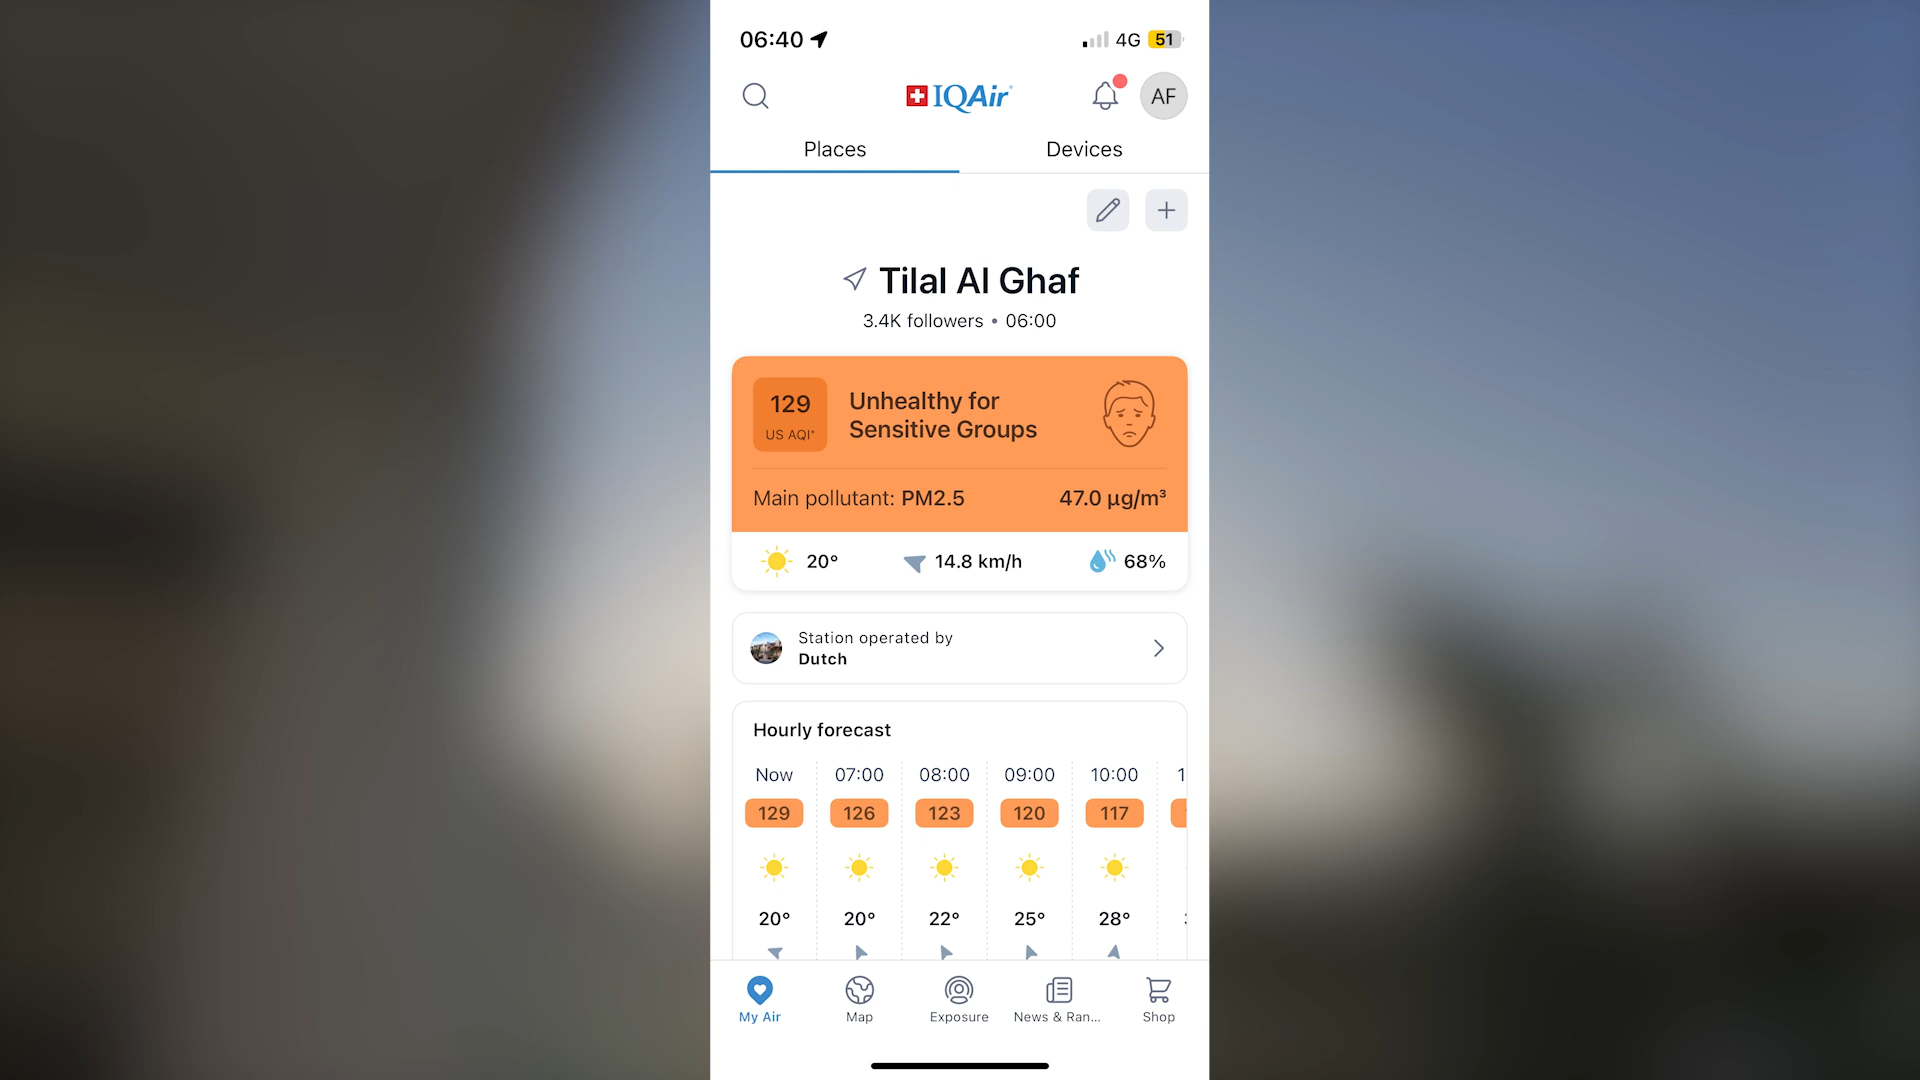 06:40
4G 51
IQAir
AF
Places
Devices
Tilal Al Ghaf
3.4K followers • 06:00
129
US AQI*
Unhealthy for
Sensitive Groups
Main pollutant: PM2.5
47.0 µg/m³
20°
14.8 km/h
68%
Station operated by
Dutch
Hourly forecast
Now 07:00 08:00 09:00 10:00
129 126 123 120 117
20° 20° 22° 25° 28°
My Air Map Exposure News & Ran... Shop